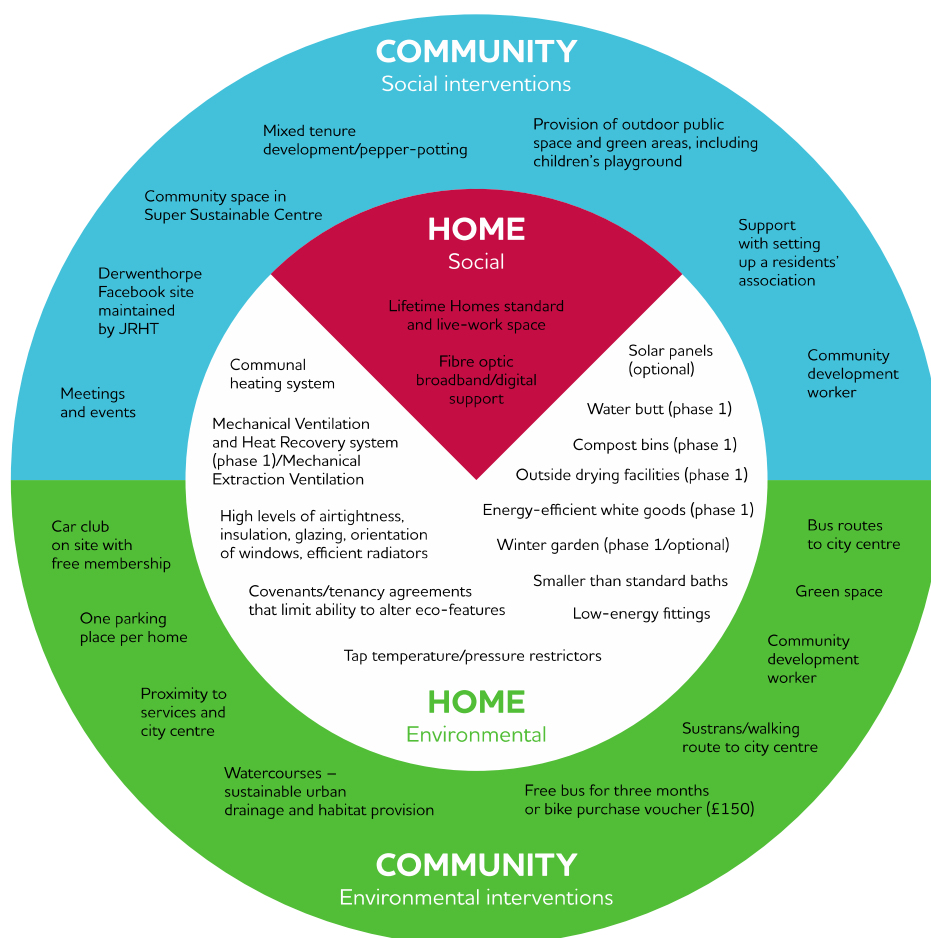 COMMUNITY
Social interventions
Mixed tenure
development/pepper-potting
Provision of outdoor public
space and green areas, including
children’s playground
Community space in
Super Sustainable Centre
Support
with setting
up a residents’
association
Derwenthorpe
Facebook site
maintained
by JRHT
Community
development
worker
Meetings
and events
HOME
Social
Lifetime Homes standard
and live-work space
Fibre optic
broadband/digital
support
Communal
heating system
Mechanical Ventilation
and Heat Recovery system
(phase 1)/Mechanical
Extraction Ventilation
High levels of airtightness,
insulation, glazing, orientation
of windows, efficient radiators
Covenants/tenancy agreements
that limit ability to alter eco-features
Solar panels
(optional)
Water butt (phase 1)
Compost bins (phase 1)
Outside drying facilities (phase 1)
Energy-efficient white goods (phase 1)
Winter garden (phase 1/optional)
Smaller than standard baths
Low-energy fittings
Tap temperature/pressure restrictors
HOME
Environmental
Car club
on site with
free membership
One parking
place per home
Proximity to
services and
city centre
Watercourses –
sustainable urban
drainage and habitat provision
Bus routes
to city centre
Green space
Community
development
worker
Sustrans/walking
route to city centre
Free bus for three months
or bike purchase voucher (£150)
COMMUNITY
Environmental interventions